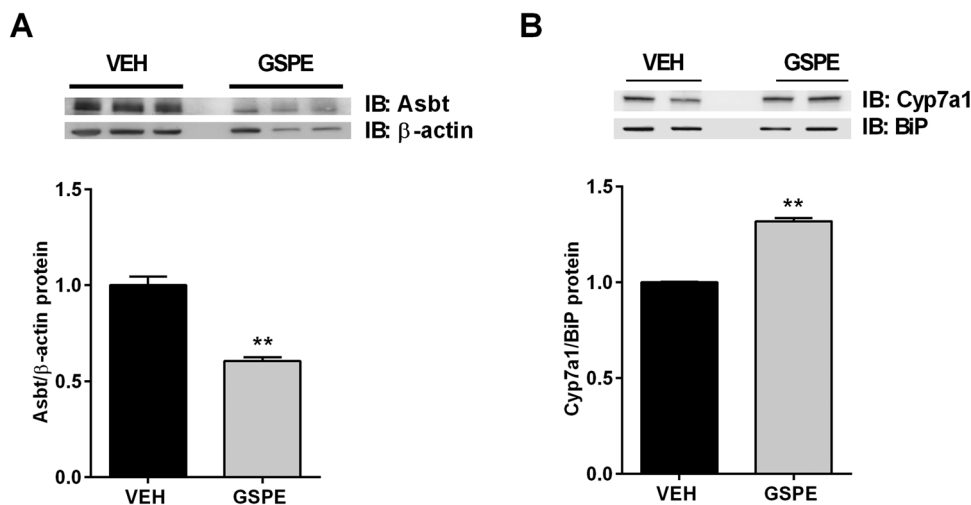 A
VEH GSPE
IB: Asbt
IB: β-actin
1.5
1.0
0.5
0.0
Asbt/β-actin protein
**
VEH GSPE
B
VEH GSPE
IB: Cyp7a1
IB: BiP
1.5
1.0
0.5
0.0
Cyp7a1/BiP protein
**
VEH GSPE